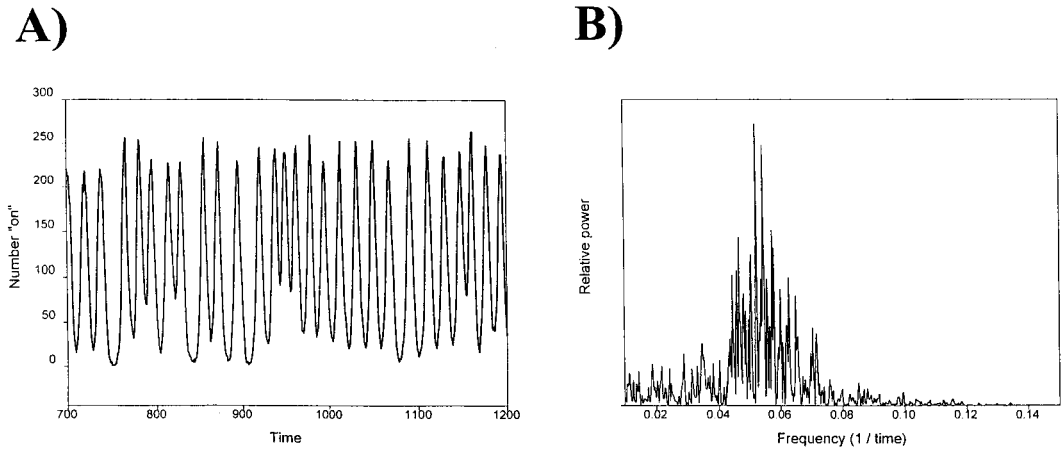 A)
B)
300
250
200
150
100
50
0
Number "on"
700 800 900 1000 1100 1200
Time
Relative power
0.02 0.04 0.06 0.08 0.10 0.12 0.14
Frequency (1 / time)